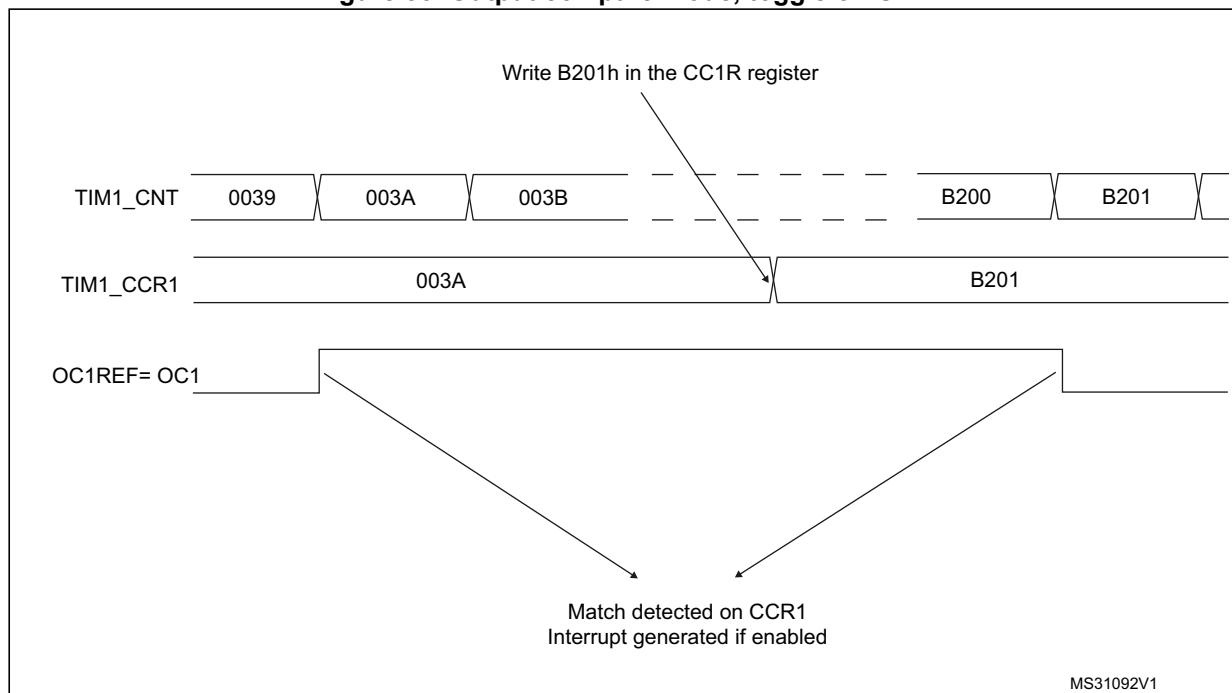 Write B201h in the CC1R register
TIM1_CNT 0039 003A 003B B200 B201
TIM1_CCR1 003A B201
OC1REF= OC1
Match detected on CCR1
Interrupt generated if enabled
MS31092V1